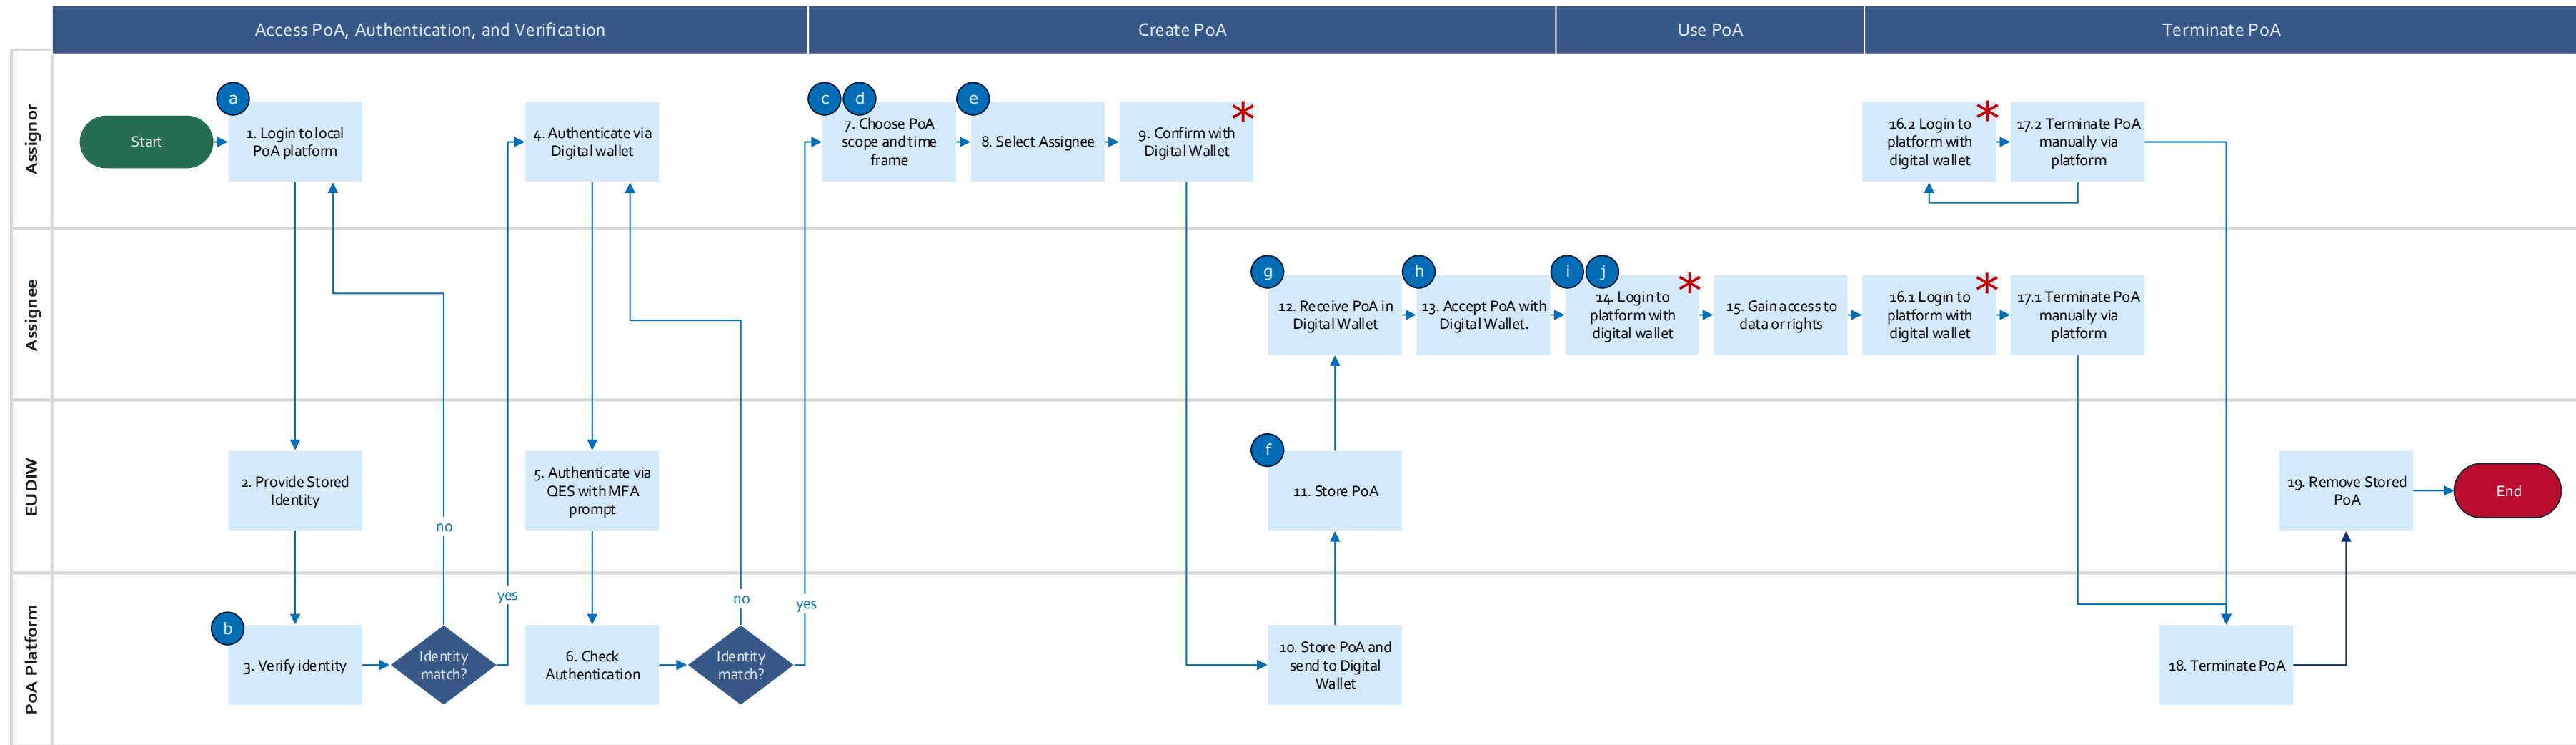 Access PoA, Authentication, and Verification
Create PoA
Use PoA
Terminate PoA
Assignor
Start
a
1. Login to local
PoA platform
4. Authenticate via
Digital wallet
c
d
7. Choose PoA
scope and time
frame
e
8. Select Assignee
9. Confirm with
Digital Wallet
*
16.2 Login to
platform with
digital wallet
*
17.2 Terminate PoA
manually via
platform
Assignee
g
12. Receive PoA in
Digital Wallet
h
13. Accept PoA with
Digital Wallet.
i
j
14. Login to
platform with
digital wallet
*
15. Gain access to
data or rights
16.1 Login to
platform with
digital wallet
*
17.1 Terminate PoA
manually via
platform
EUDIW
2. Provide Stored
Identity
no
5. Authenticate via
QES with MFA
prompt
f
11. Store PoA
19. Remove Stored
PoA
End
PoA Platform
b
3. Verify identity
Identity
match?
yes
6. Check
Authentication
no
Identity
match?
yes
10. Store PoA and
send to Digital
Wallet
18. Terminate PoA